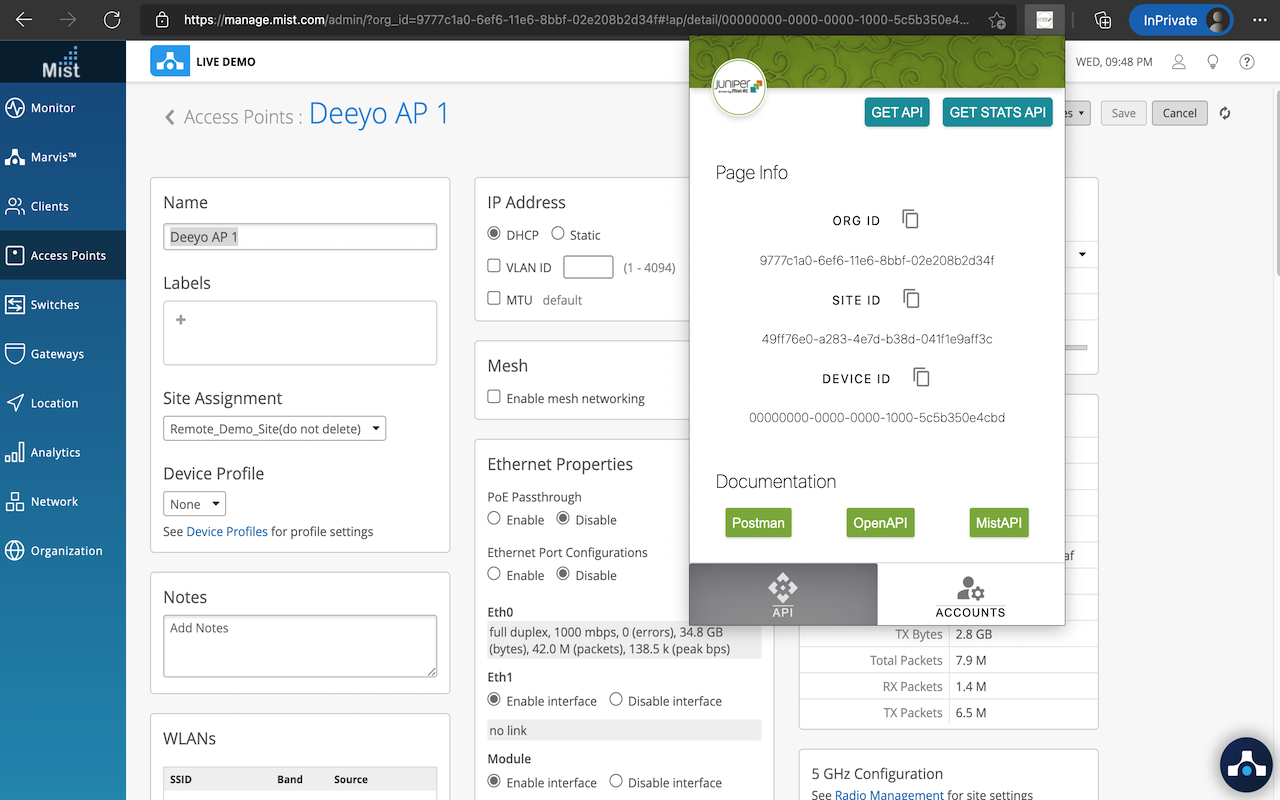 https://manage.mist.com/admin/?org_id=9777c1a0-6ef6-11e6-8bbf-02e208b2d34f#!ap/detail/00000000-0000-0000-1000-5c5b350e4...
InPrivate
Mist
LIVE DEMO
WED, 09:48 PM
Monitor
Marvis™
Clients
Access Points
Switches
Gateways
Location
Analytics
Network
Organization
Access Points : Deeyo AP 1
Save
Cancel
Name
Deeyo AP 1
Labels
+
Site Assignment
Remote_Demo_Site(do not delete)
Device Profile
None
See Device Profiles for profile settings
Notes
Add Notes
WLANs
SSID Band Source
IP Address
DHCP Static
VLAN ID (1 - 4094)
MTU default
Mesh
Enable mesh networking
Ethernet Properties
PoE Passthrough
Enable Disable
Ethernet Port Configurations
Enable Disable
Eth0
full duplex, 1000 mbps, 0 (errors), 34.8 GB
(bytes), 42.0 M (packets), 138.5 k (peak bps)
Eth1
Enable interface Disable interface
no link
Module
Enable interface Disable interface
JUNIPER
GET API
GET STATS API
Page Info
ORG ID
9777c1a0-6ef6-11e6-8bbf-02e208b2d34f
SITE ID
49ff76e0-a283-4e7d-b38d-041f1e9aff3c
DEVICE ID
00000000-0000-0000-1000-5c5b350e4cbd
Documentation
Postman
OpenAPI
MistAPI
API
ACCOUNTS
TX Bytes 2.8 GB
Total Packets 7.9 M
RX Packets 1.4 M
TX Packets 6.5 M
5 GHz Configuration
See Radio Management for site settings